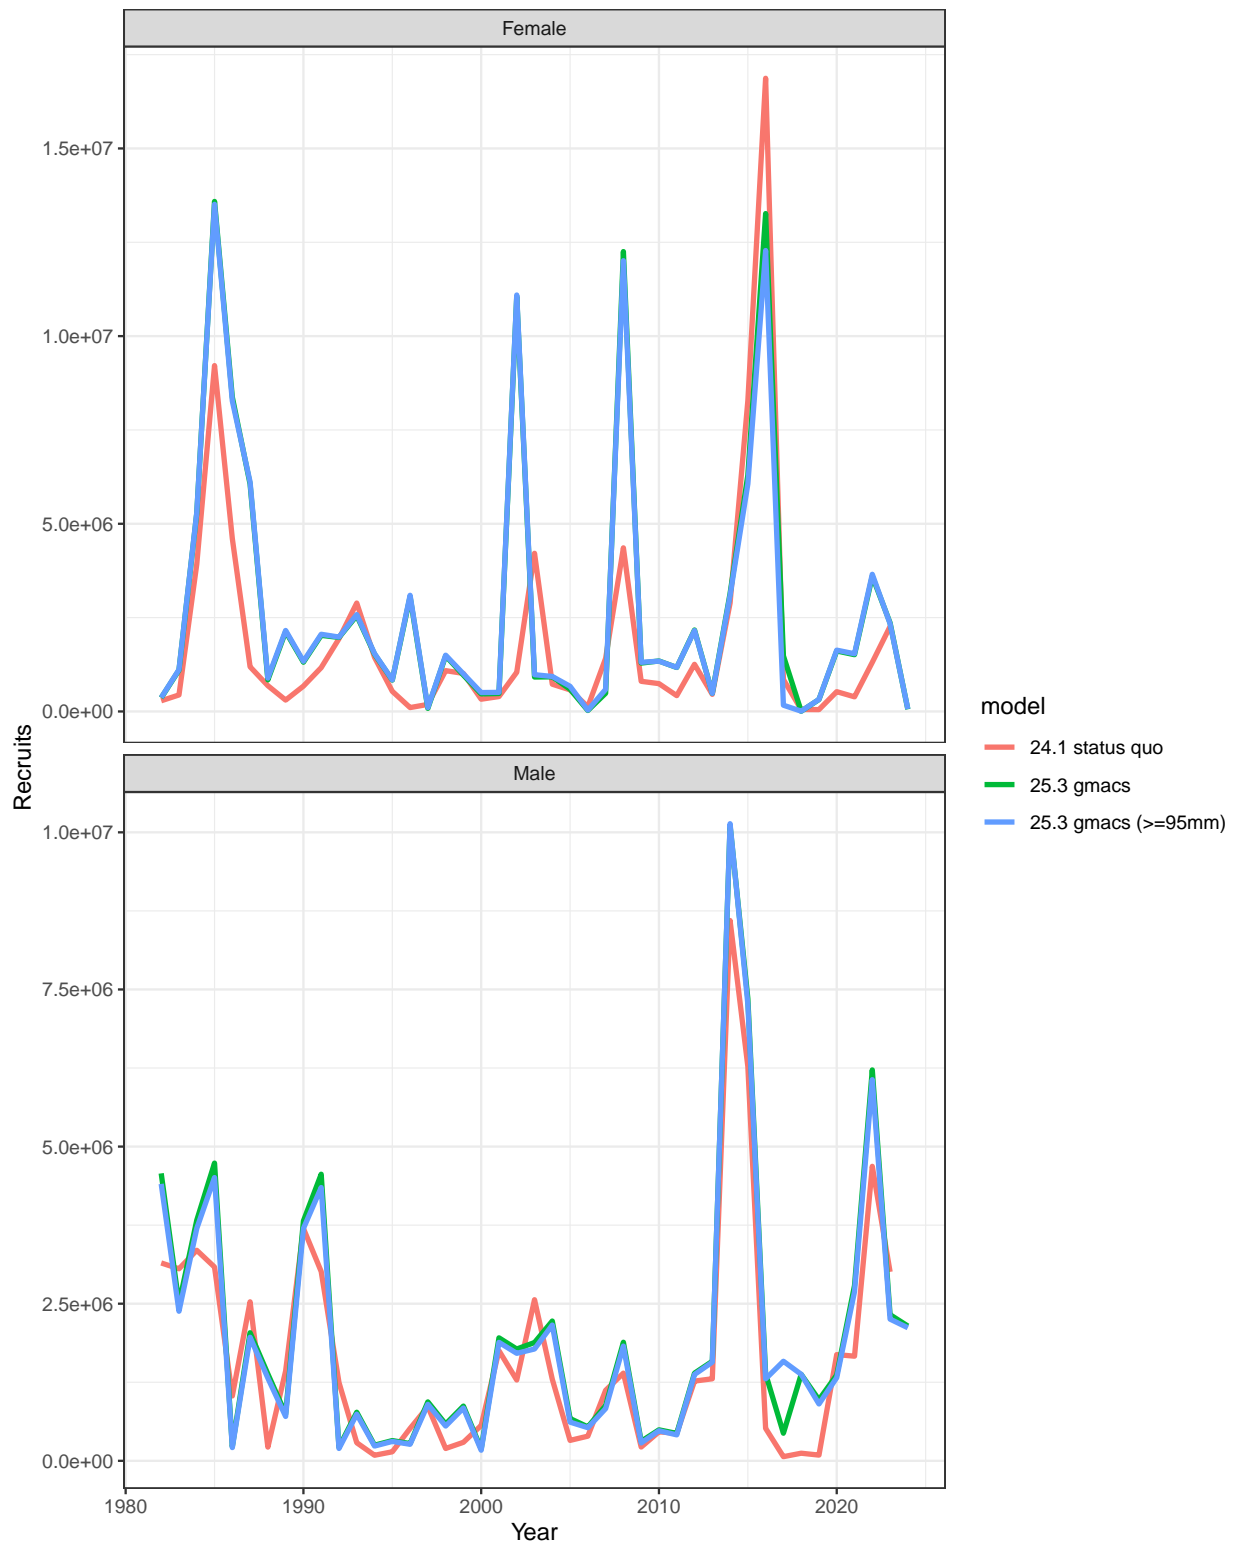 Female
1.5e+07
1.0e+07
5.0e+06
0.0e+00
Male
1.0e+07
7.5e+06
5.0e+06
2.5e+06
0.0e+00
1980 1990 2000 2010 2020
Year
Recruits
model
24.1 status quo
25.3 gmacs
25.3 gmacs (>=95mm)